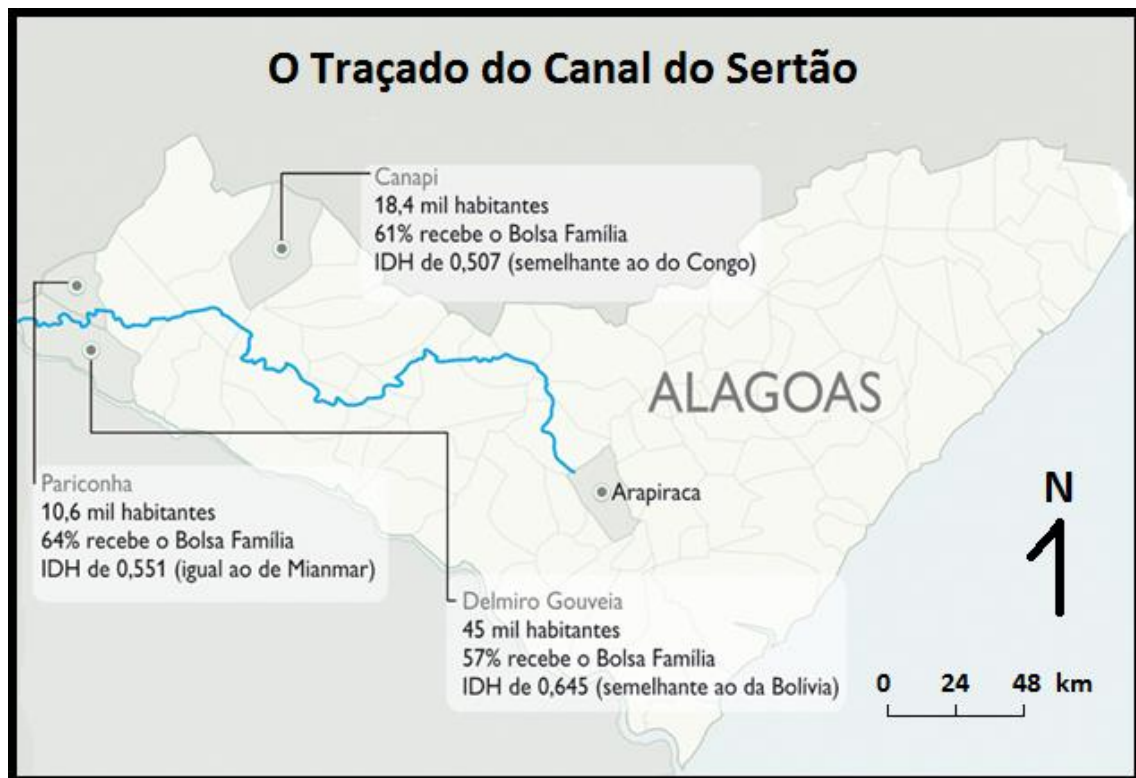 O Traçado do Canal do Sertão
Canapi
18,4 mil habitantes
61% recebe o Bolsa Família
IDH de 0,507 (semelhante ao do Congo)
ALAGOAS
Arapiraca
Pariconha
10,6 mil habitantes
64% recebe o Bolsa Família
IDH de 0,551 (igual ao de Mianmar)
Delmiro Gouveia
45 mil habitantes
57% recebe o Bolsa Família
IDH de 0,645 (semelhante ao da Bolívia)
N
0 24 48 km